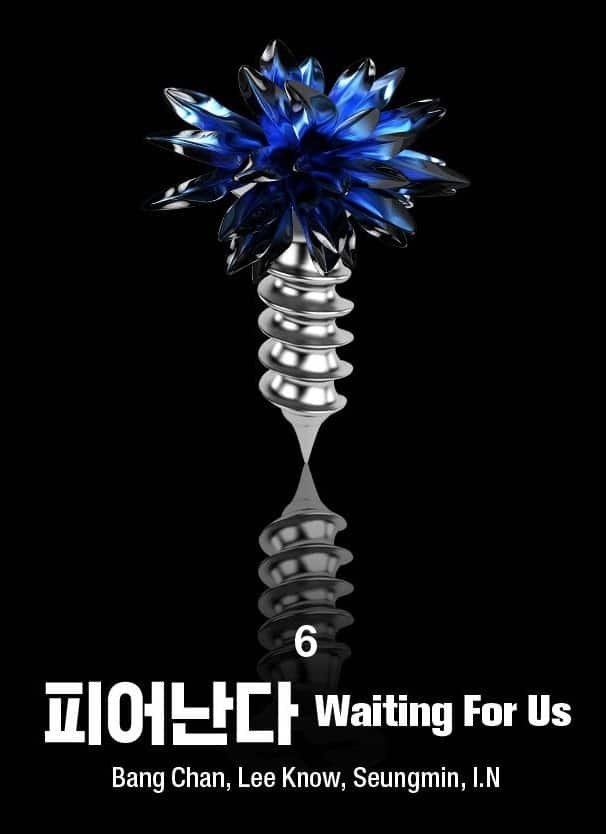 6
피어난다 Waiting For Us
Bang Chan, Lee Know, Seungmin, I.N